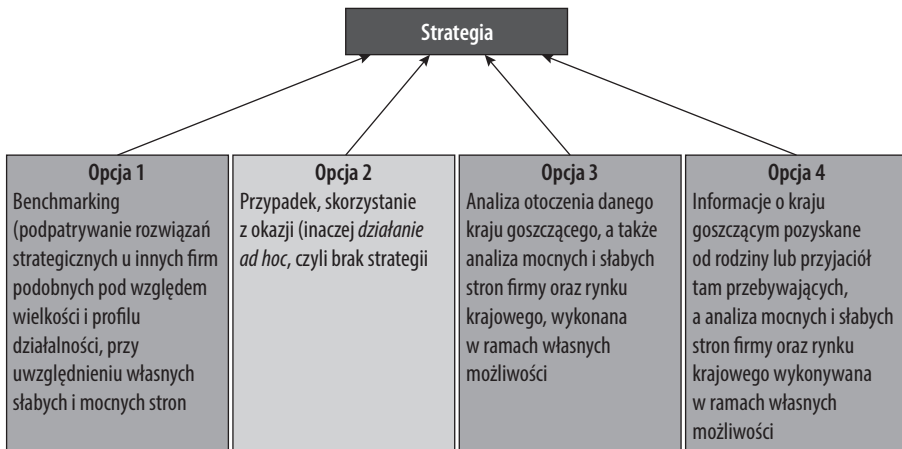 Strategia
Opcja 1
Benchmarking
(podpatrywanie rozwiązań
strategicznych u innych firm
podobnych pod względem
wielkości i profilu
działalności, przy
uwzględnieniu własnych
słabych i mocnych stron
Opcja 2
Przypadek, skorzystanie
z okazji (inaczej działanie
ad hoc, czyli brak strategii
Opcja 3
Analiza otoczenia danego
kraju goszczącego, a także
analiza mocnych i słabych
stron firmy oraz rynku
krajowego, wykonana
w ramach własnych
możliwości
Opcja 4
Informacje o kraju
goszczącym pozyskane
od rodziny lub przyjaciół
tam przebywających,
a analiza mocnych i słabych
stron firmy oraz rynku
krajowego wykonywana
w ramach własnych
możliwości